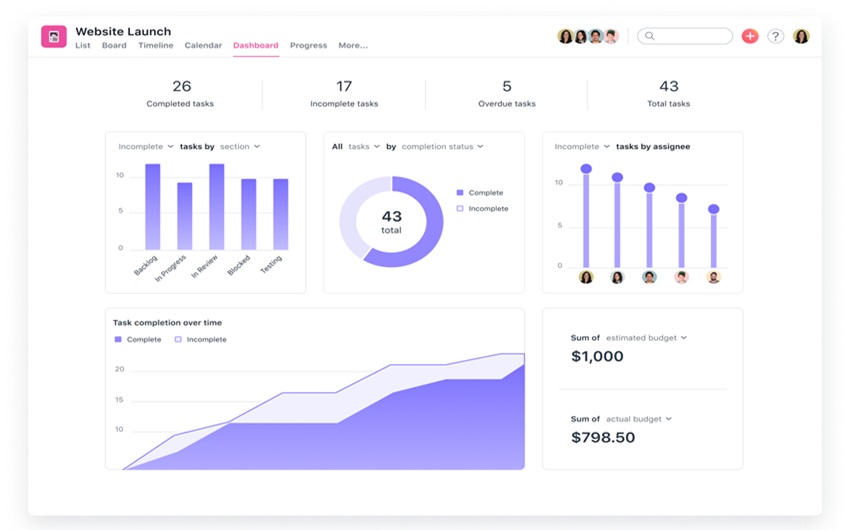 Website Launch
List Board Timeline Calendar Dashboard Progress More...
?
26 17 5 43
Completed tasks Incomplete tasks Overdue tasks Total tasks
Incomplete tasks by section
10
5
0
Backlog In Progress In Review Blocked Testing
All tasks by completion status
Complete
Incomplete
43
total
Incomplete tasks by assignee
10
5
0
Task completion over time
Complete Incomplete
20
15
10
Sum of estimated budget
$1,000
Sum of actual budget
$798.50